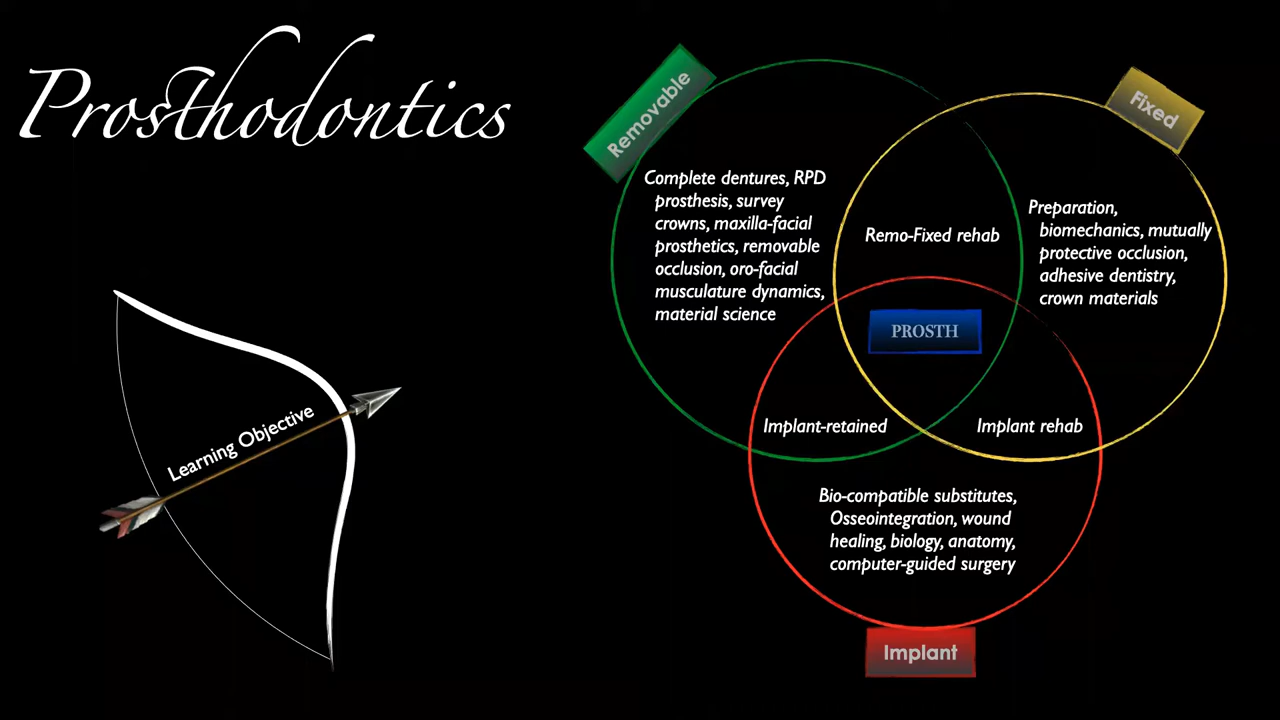 Prosthodontics
Removable
Fixed
Complete dentures, RPD
prosthesis, survey
crowns, maxilla-facial
prosthetics, removable
occlusion, oro-facial
musculature dynamics,
material science
Remo-Fixed rehab
Preparation,
biomechanics, mutually
protective occlusion,
adhesive dentistry,
crown materials
PROSTH
Learning Objective
Implant-retained
Implant rehab
Bio-compatible substitutes,
Osseointegration, wound
healing, biology, anatomy,
computer-guided surgery
Implant